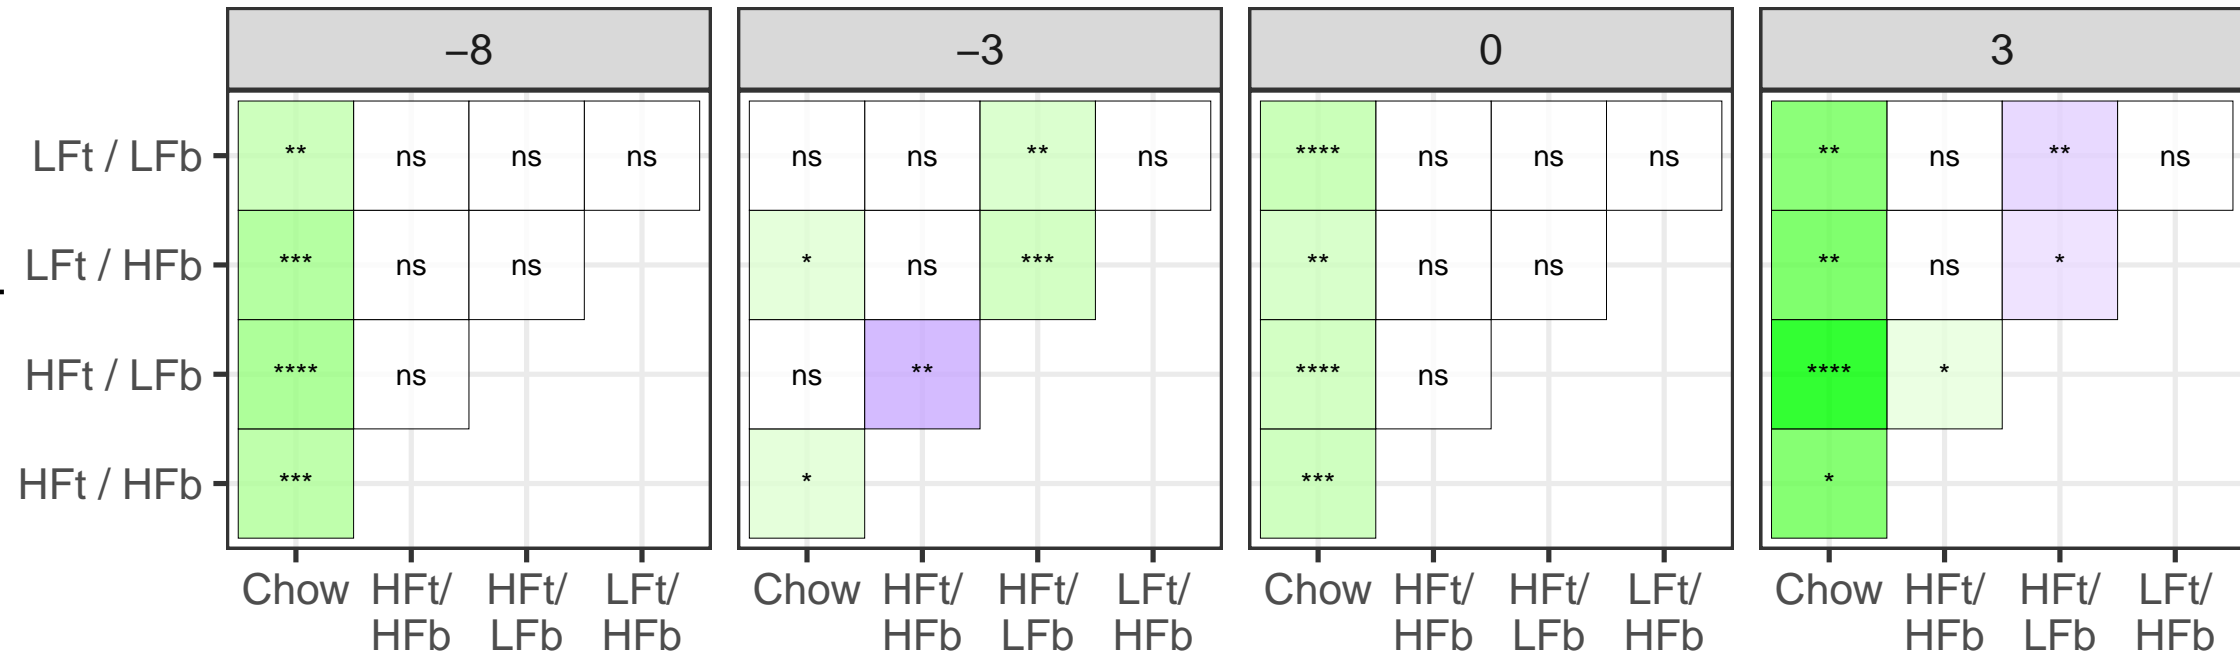 −8 −3 0 3
LFt / LFb ** ns ns ns ns ns ** ns **** ns ns ns ** ns ** ns
LFt / HFb *** ns ns * ns *** ** ns ns ** ns *
HFt / LFb **** ns ns ** **** ns **** *
HFt / HFb *** * *** *
Chow HFt/ HFt/ LFt/ Chow HFt/ HFt/ LFt/ Chow HFt/ HFt/ LFt/ Chow HFt/ HFt/ LFt/
HFb LFb HFb HFb LFb HFb HFb LFb HFb HFb LFb HFb